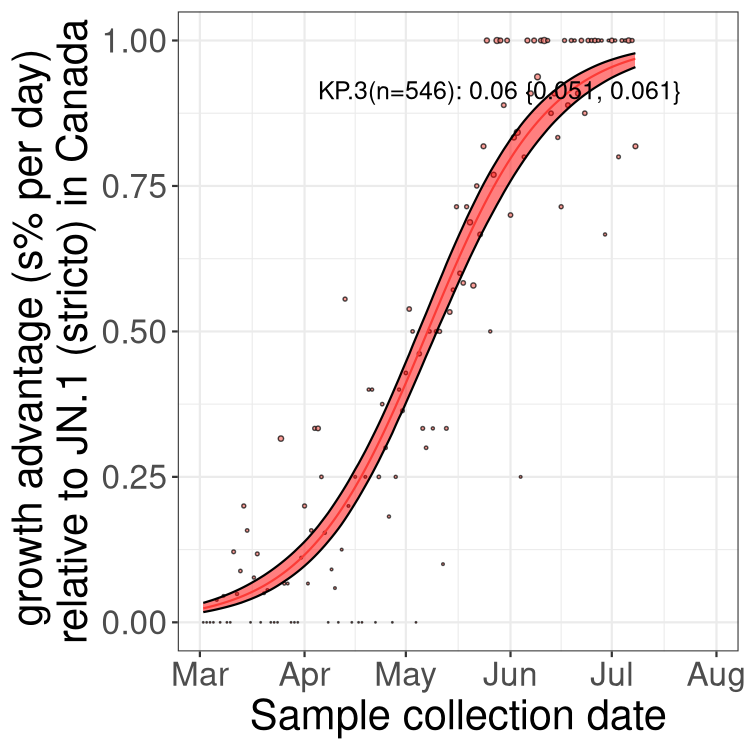 growth advantage (s% per day)
relative to JN.1 (stricto) in Canada
1.00
0.75
0.50
0.25
0.00
KP.3(n=546): 0.06 {0.051, 0.061}
Mar Apr May Jun Jul Aug
Sample collection date